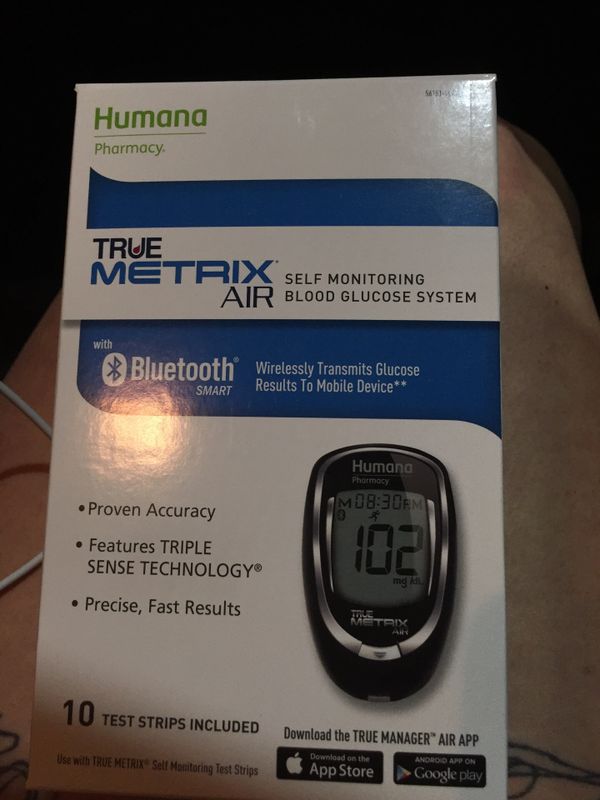 Humana
Pharmacy®
TRUE
METRIX®
AIR
SELF MONITORING
BLOOD GLUCOSE SYSTEM
with
Bluetooth®
SMART
Wirelessly Transmits Glucose
Results To Mobile Device**
Humana
Pharmacy
M 08:30PM
102
mg/dL
TRUE
METRIX
AIR
•Proven Accuracy
• Features TRIPLE
SENSE TECHNOLOGY®
• Precise, Fast Results
10 TEST STRIPS INCLUDED
Use with TRUE METRIX® Self Monitoring Test Strips
Download the TRUE MANAGER™ AIR APP
Download on the
App Store
ANDROID APP ON
Google play